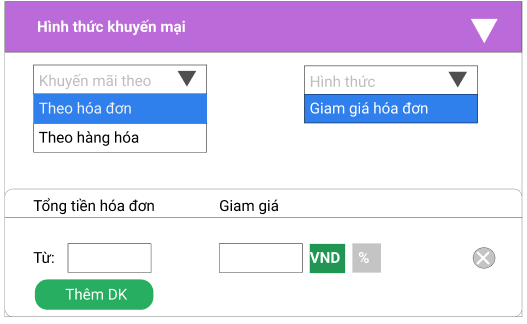 Hình thức khuyến mại
Khuyến mãi theo
Hình thức
Theo hóa đơn
Giam giá hóa đơn
Theo hàng hóa
Tổng tiền hóa đơn
Giam giá
Từ:
VND
%
Thêm DK